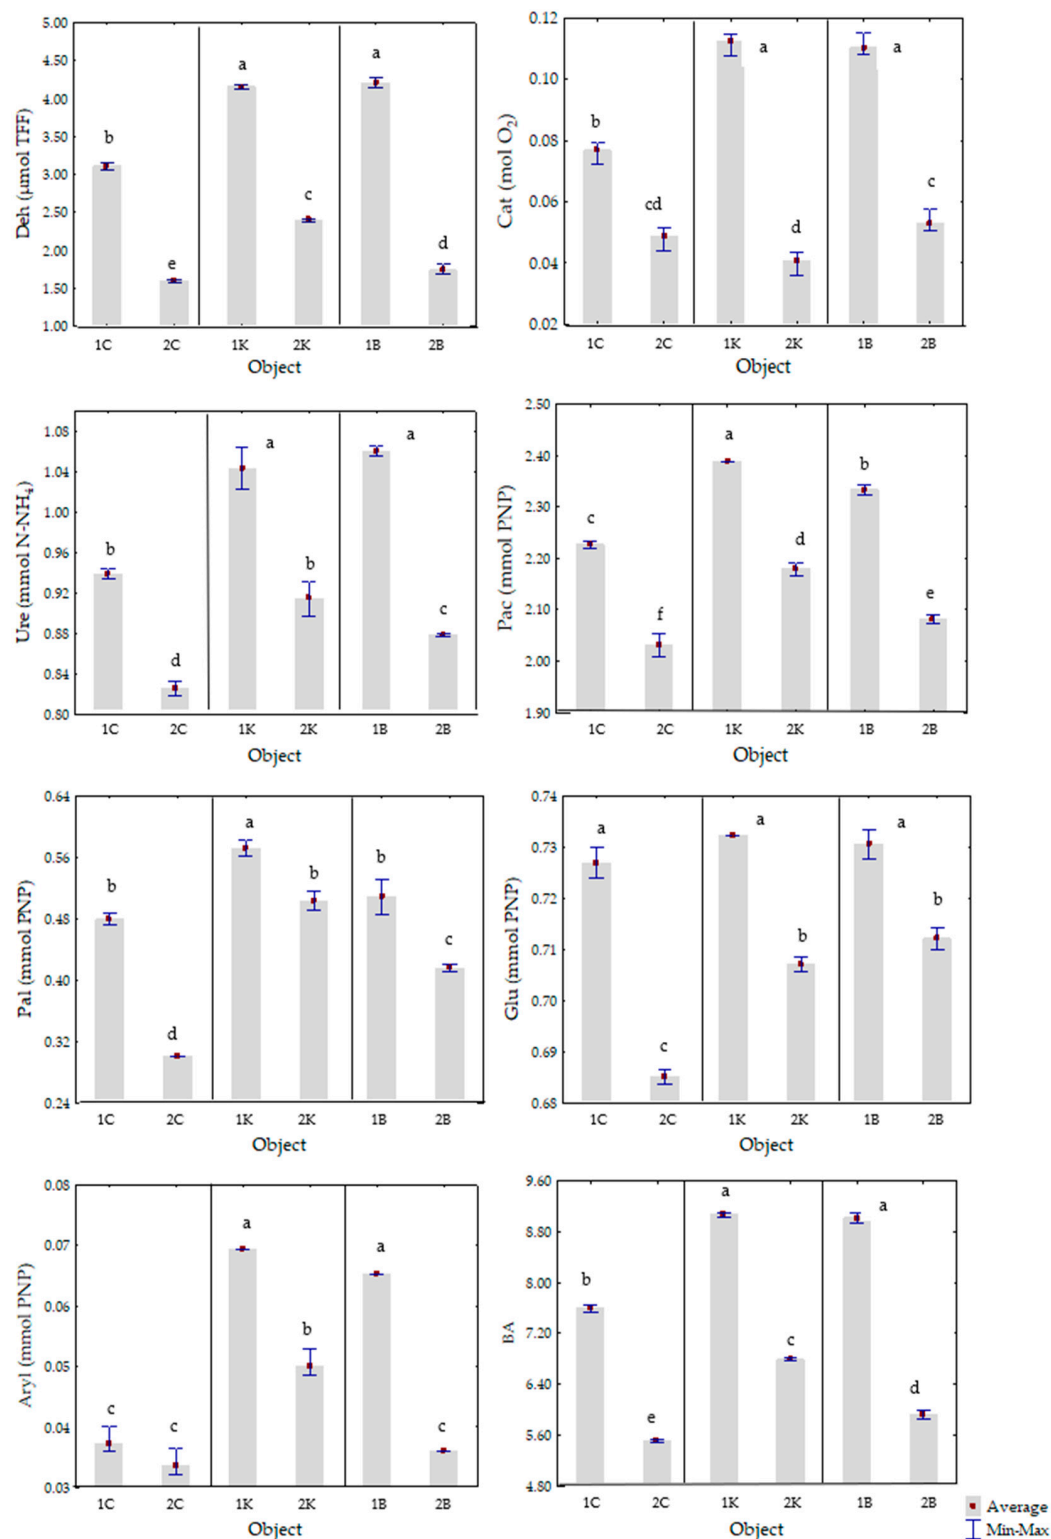 5.00
4.50
4.00
3.50
3.00
2.50
2.00
1.50
1.00
Deh (µmol TFF)
b
e
a
c
a
d
1C 2C 1K 2K 1B 2B
Object
0.12
0.10
0.08
0.06
0.04
0.02
Cat (mol O₂)
b
cd
a
d
a
c
1C 2C 1K 2K 1B 2B
Object
1.08
1.04
1.00
0.96
0.92
0.88
0.84
0.80
Ure (mmol N-NH₄)
b
d
a
b
a
c
1C 2C 1K 2K 1B 2B
Object
2.50
2.40
2.30
2.20
2.10
2.00
1.90
Pac (mmol PNP)
c
f
a
d
b
e
1C 2C 1K 2K 1B 2B
Object
0.64
0.56
0.48
0.40
0.32
0.24
Pal (mmol PNP)
b
d
a
b
b
c
1C 2C 1K 2K 1B 2B
Object
0.74
0.73
0.72
0.71
0.70
0.69
0.68
Glu (mmol PNP)
a
c
a
b
a
b
1C 2C 1K 2K 1B 2B
Object
0.08
0.07
0.06
0.05
0.04
0.03
Aryl (mmol PNP)
c
c
a
b
a
c
1C 2C 1K 2K 1B 2B
Object
9.60
8.80
8.00
7.20
6.40
5.60
4.80
BA
b
e
a
c
a
d
1C 2C 1K 2K 1B 2B
Object
Average
Min-Max